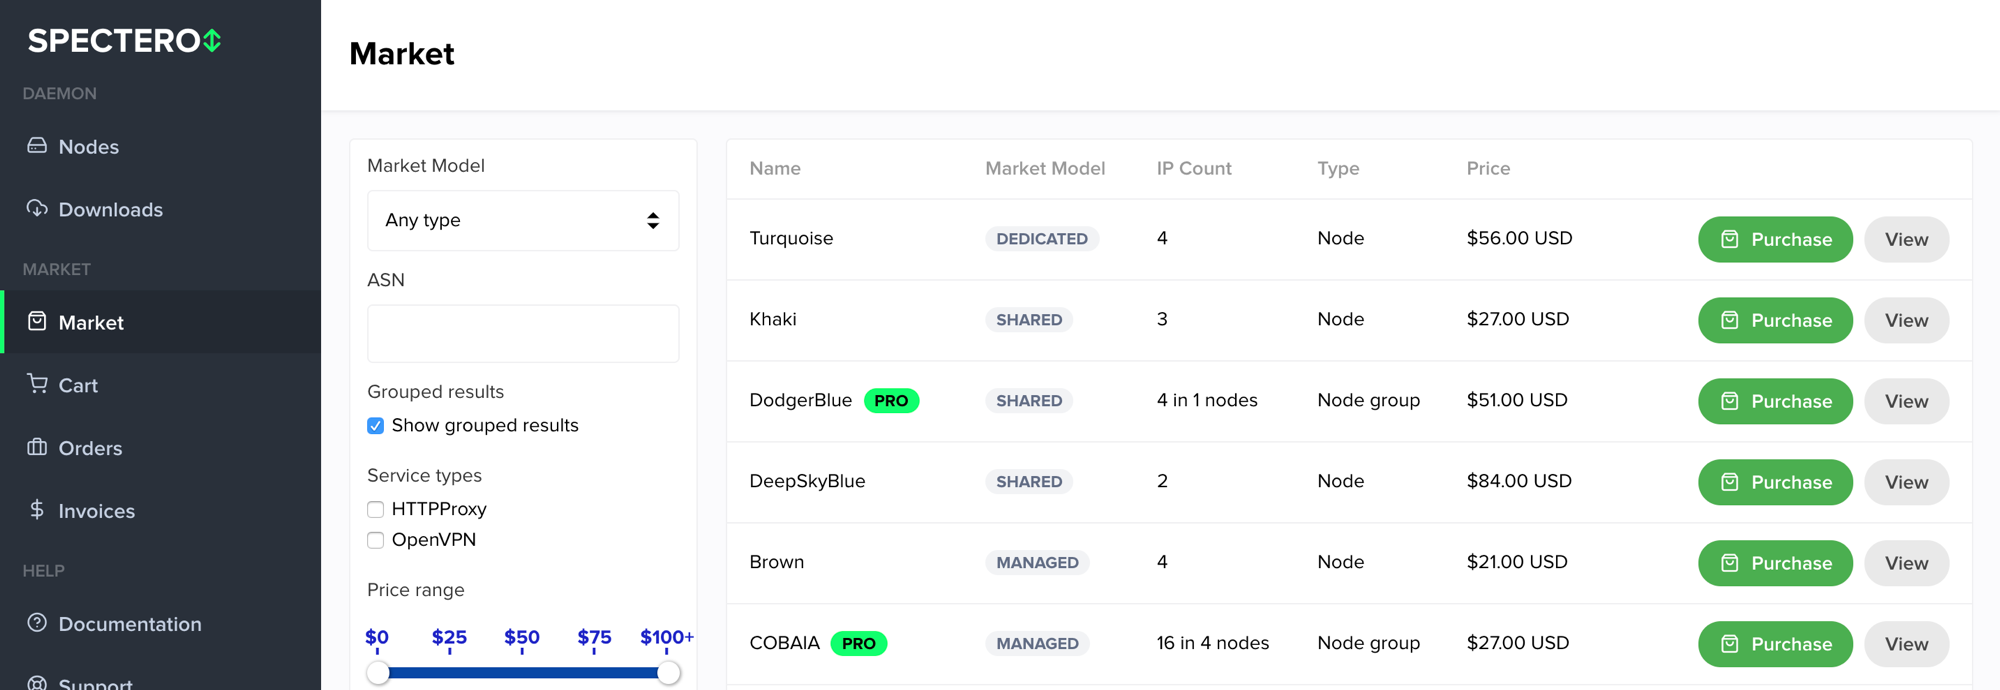 SPECTERO
DAEMON
Nodes
Downloads
MARKET
Market
Cart
Orders
Invoices
HELP
Documentation
Support
Market
Market Model
Any type
ASN
Grouped results
Show grouped results
Service types
HTTPProxy
OpenVPN
Price range
$0 $25 $50 $75 $100+
Name Market Model IP Count Type Price
Turquoise DEDICATED 4 Node $56.00 USD Purchase View
Khaki SHARED 3 Node $27.00 USD Purchase View
DodgerBlue PRO SHARED 4 in 1 nodes Node group $51.00 USD Purchase View
DeepSkyBlue SHARED 2 Node $84.00 USD Purchase View
Brown MANAGED 4 Node $21.00 USD Purchase View
COBAIA PRO MANAGED 16 in 4 nodes Node group $27.00 USD Purchase View